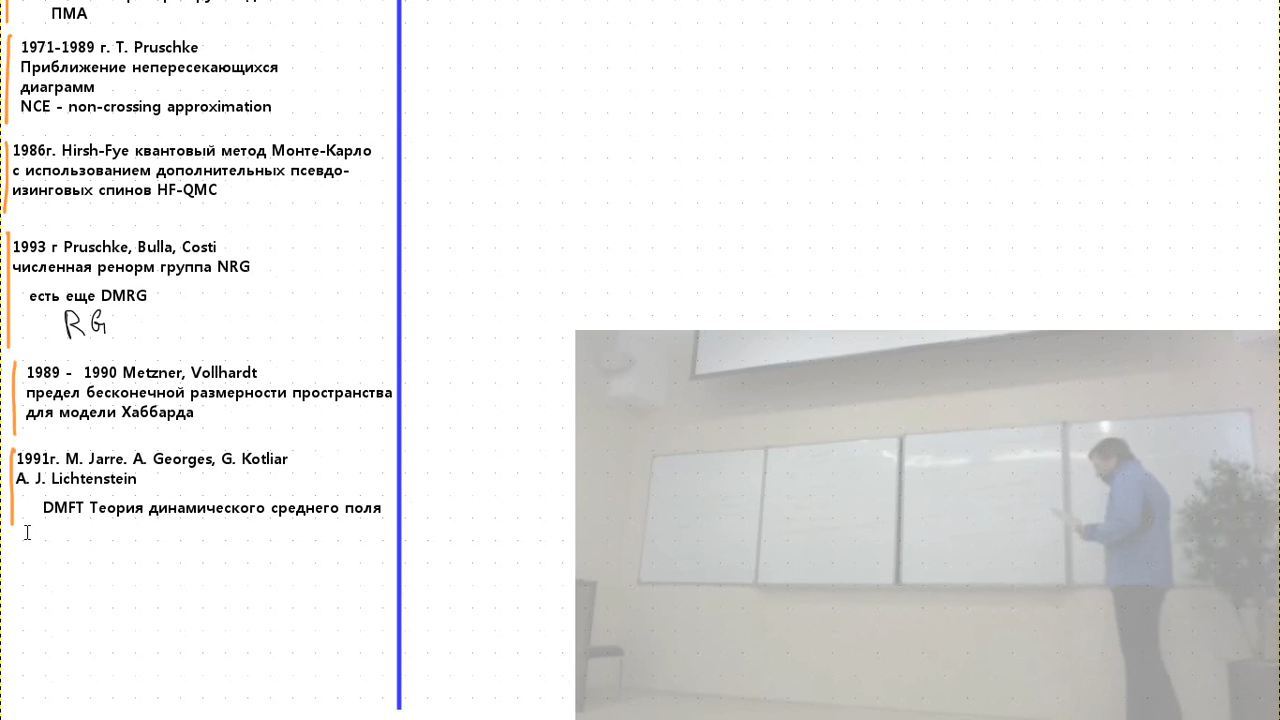 ПМА
1971-1989 г. T. Pruschke
Приближение непересекающихся
диаграмм
NCE - non-crossing approximation
1986г. Hirsh-Fye квантовый метод Монте-Карло
с использованием дополнительных псевдо-
изинговых спинов HF-QMC
1993 г Pruschke, Bulla, Costi
численная ренорм группа NRG
есть еще DMRG
RG
1989 - 1990 Metzner, Vollhardt
предел бесконечной размерности пространства
для модели Хаббарда
1991г. M. Jarre. A. Georges, G. Kotliar
A. J. Lichtenstein
DMFT Теория динамического среднего поля